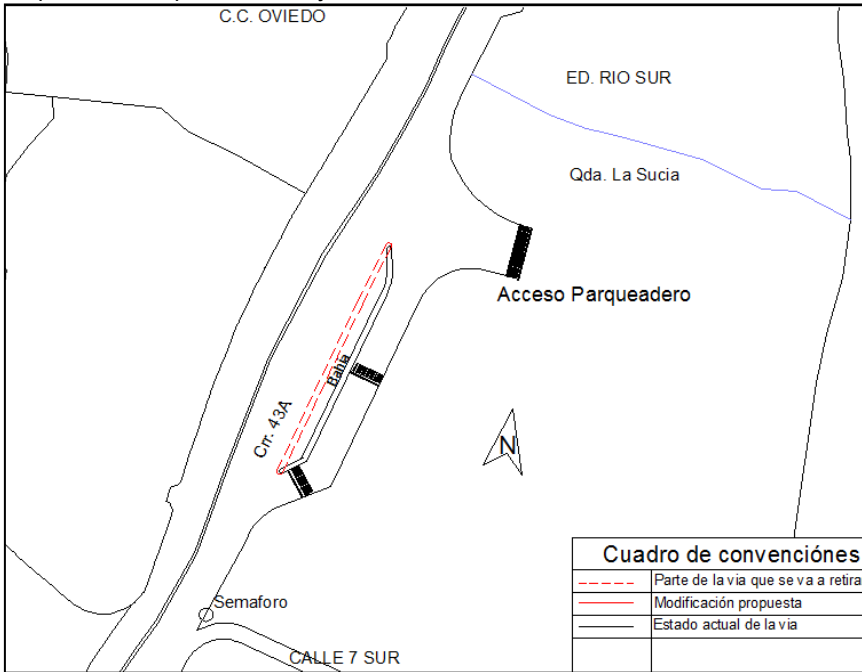 C.C. OVIEDO
ED. RIO SUR
Qda. La Sucia
Acceso Parqueadero
Bahia
Crr. 43A
N
Semaforo
CALLE 7 SUR
Cuadro de convenciónes
Parte de la via que se va a retira
Modificación propuesta
Estado actual de la via